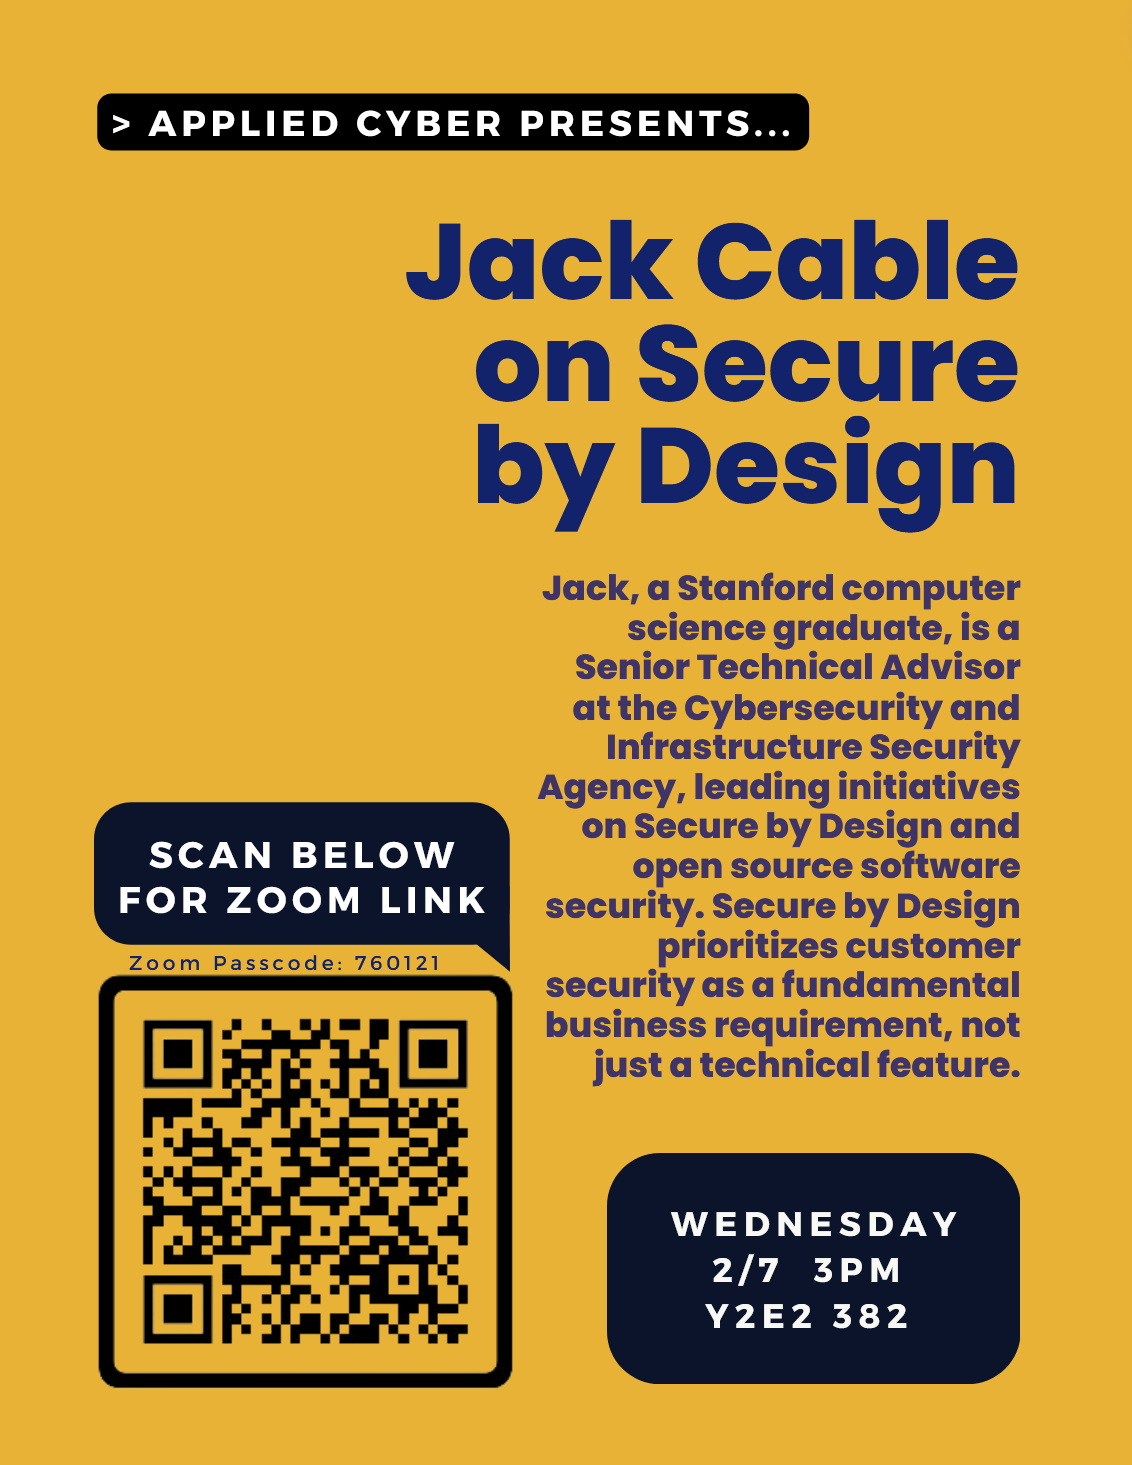 > APPLIED CYBER PRESENTS...
Jack Cable
on Secure
by Design
Jack, a Stanford computer
science graduate, is a
Senior Technical Advisor
at the Cybersecurity and
Infrastructure Security
Agency, leading initiatives
on Secure by Design and
open source software
security. Secure by Design
prioritizes customer
security as a fundamental
business requirement, not
just a technical feature.
SCAN BELOW
FOR ZOOM LINK
Zoom Passcode: 760121
WEDNESDAY
2/7 3PM
Y2E2 382